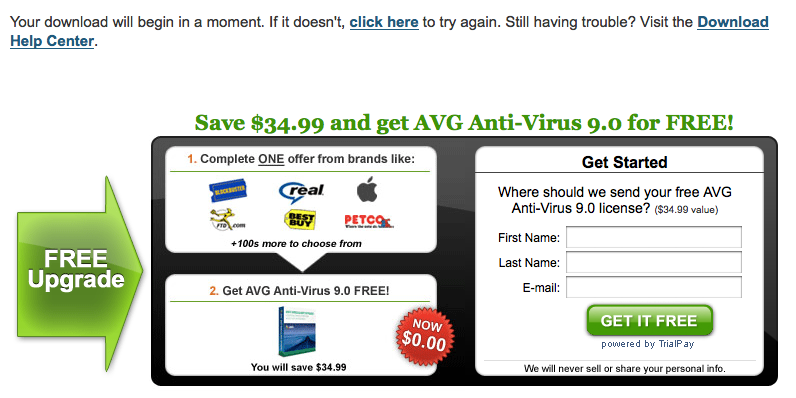 Your download will begin in a moment. If it doesn't, click here to try again. Still having trouble? Visit the Download
Help Center.
Save $34.99 and get AVG Anti-Virus 9.0 for FREE!
FREE
Upgrade
1. Complete ONE offer from brands like:
BLOCKBUSTER
real
FTD.com
BEST
BUY
PETCO
+100s more to choose from
2. Get AVG Anti-Virus 9.0 FREE!
NOW
$0.00
You will save $34.99
Get Started
Where should we send your free AVG
Anti-Virus 9.0 license? ($34.99 value)
First Name:
Last Name:
E-mail:
GET IT FREE
powered by TrialPay
We will never sell or share your personal info.